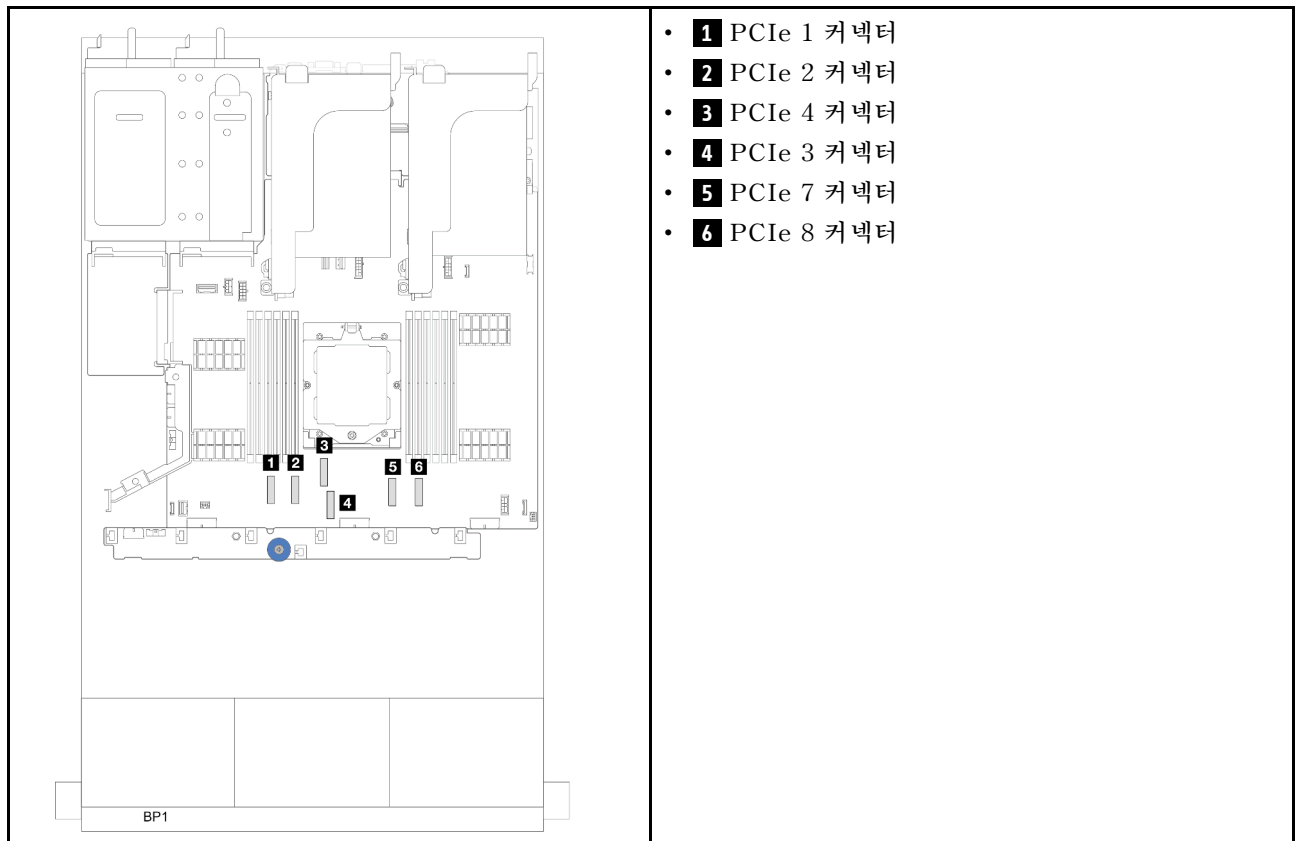 1
2
3
4
5
6
BP1
• 1 PCIe 1 커넥터
• 2 PCIe 2 커넥터
• 3 PCIe 4 커넥터
• 4 PCIe 3 커넥터
• 5 PCIe 7 커넥터
• 6 PCIe 8 커넥터